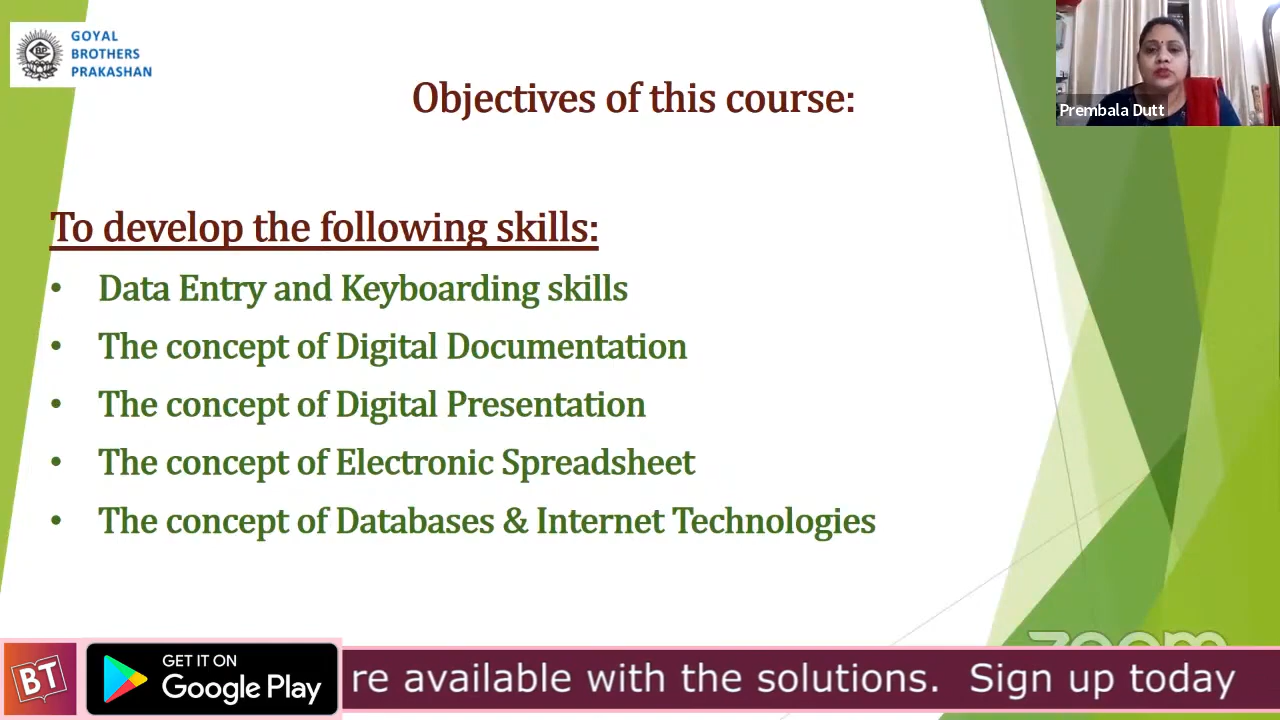 GOYAL
BROTHERS
PRAKASHAN
Objectives of this course:
Prembala Dutt
To develop the following skills:
• Data Entry and Keyboarding skills
• The concept of Digital Documentation
• The concept of Digital Presentation
• The concept of Electronic Spreadsheet
• The concept of Databases & Internet Technologies
zoom
BT
GET IT ON
Google Play
re available with the solutions. Sign up today